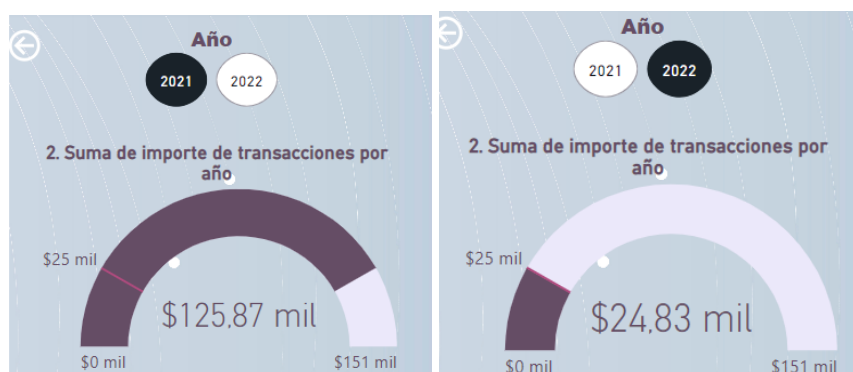 Año
2021
2022
2. Suma de importe de transacciones por
año
$25 mil
$125,87 mil
$0 mil
$151 mil
Año
2021
2022
2. Suma de importe de transacciones por
año
$25 mil
$24,83 mil
$0 mil
$151 mil